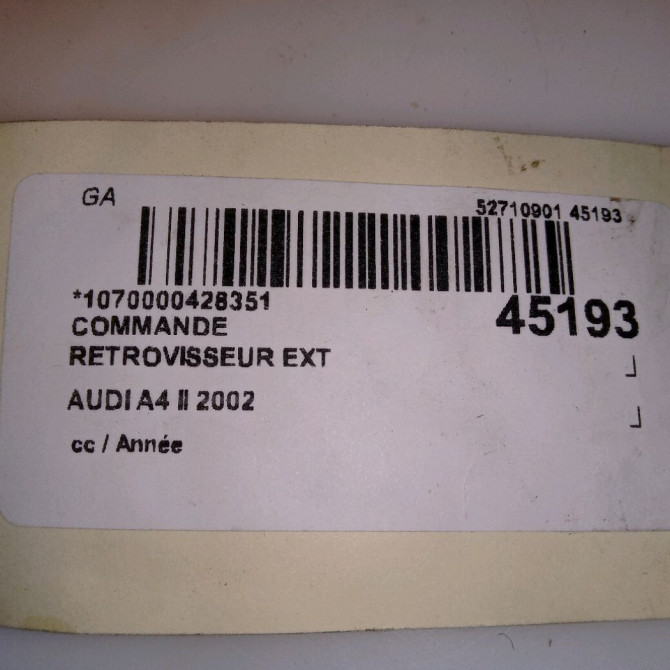 GA
52710901 45193
*1070000428351
45193
COMMANDE
RETROVISSEUR EXT
AUDI A4 II 2002
cc / Année